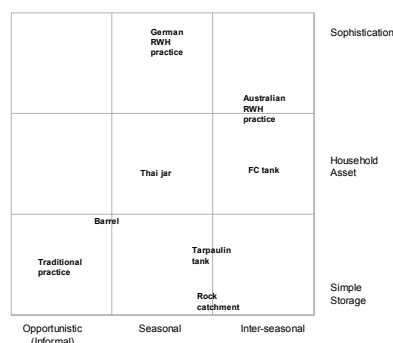 German
RWH
practice
Sophistication
Australian
RWH
practice
Thai jar
FC tank
Household
Asset
Barrel
Traditional
practice
Tarpaulin
tank
Rock
catchment
Simple
Storage
Opportunistic
(Informal)
Seasonal
Inter-seasonal